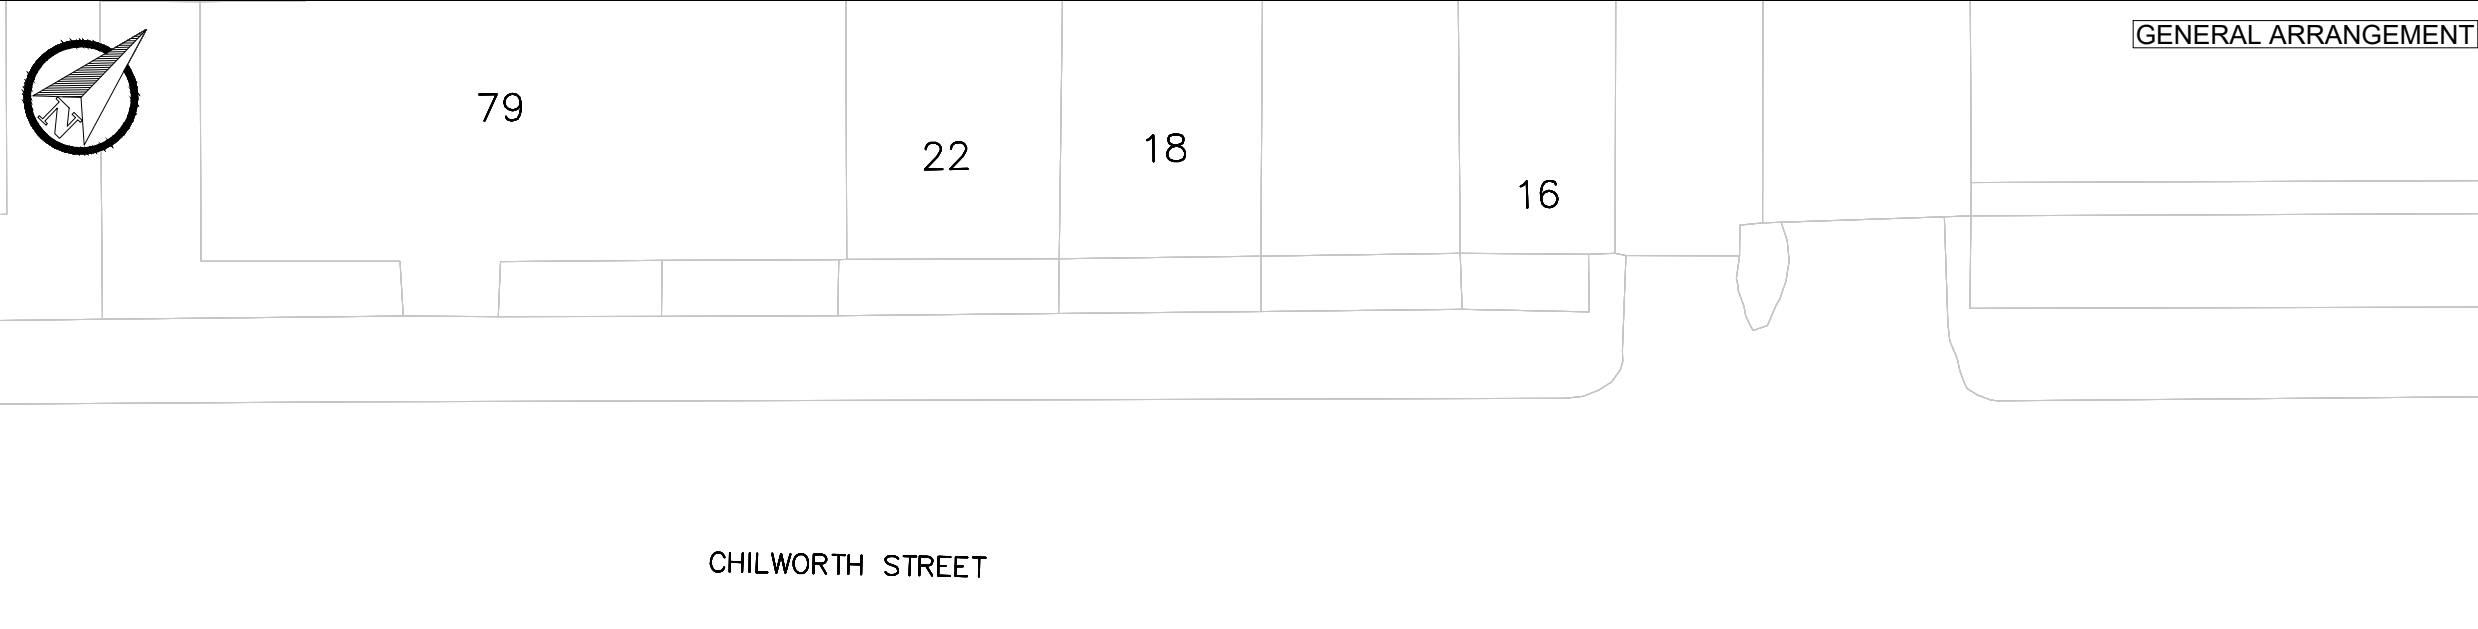 GENERAL ARRANGEMENT
N
79
22
18
16
CHILWORTH STREET